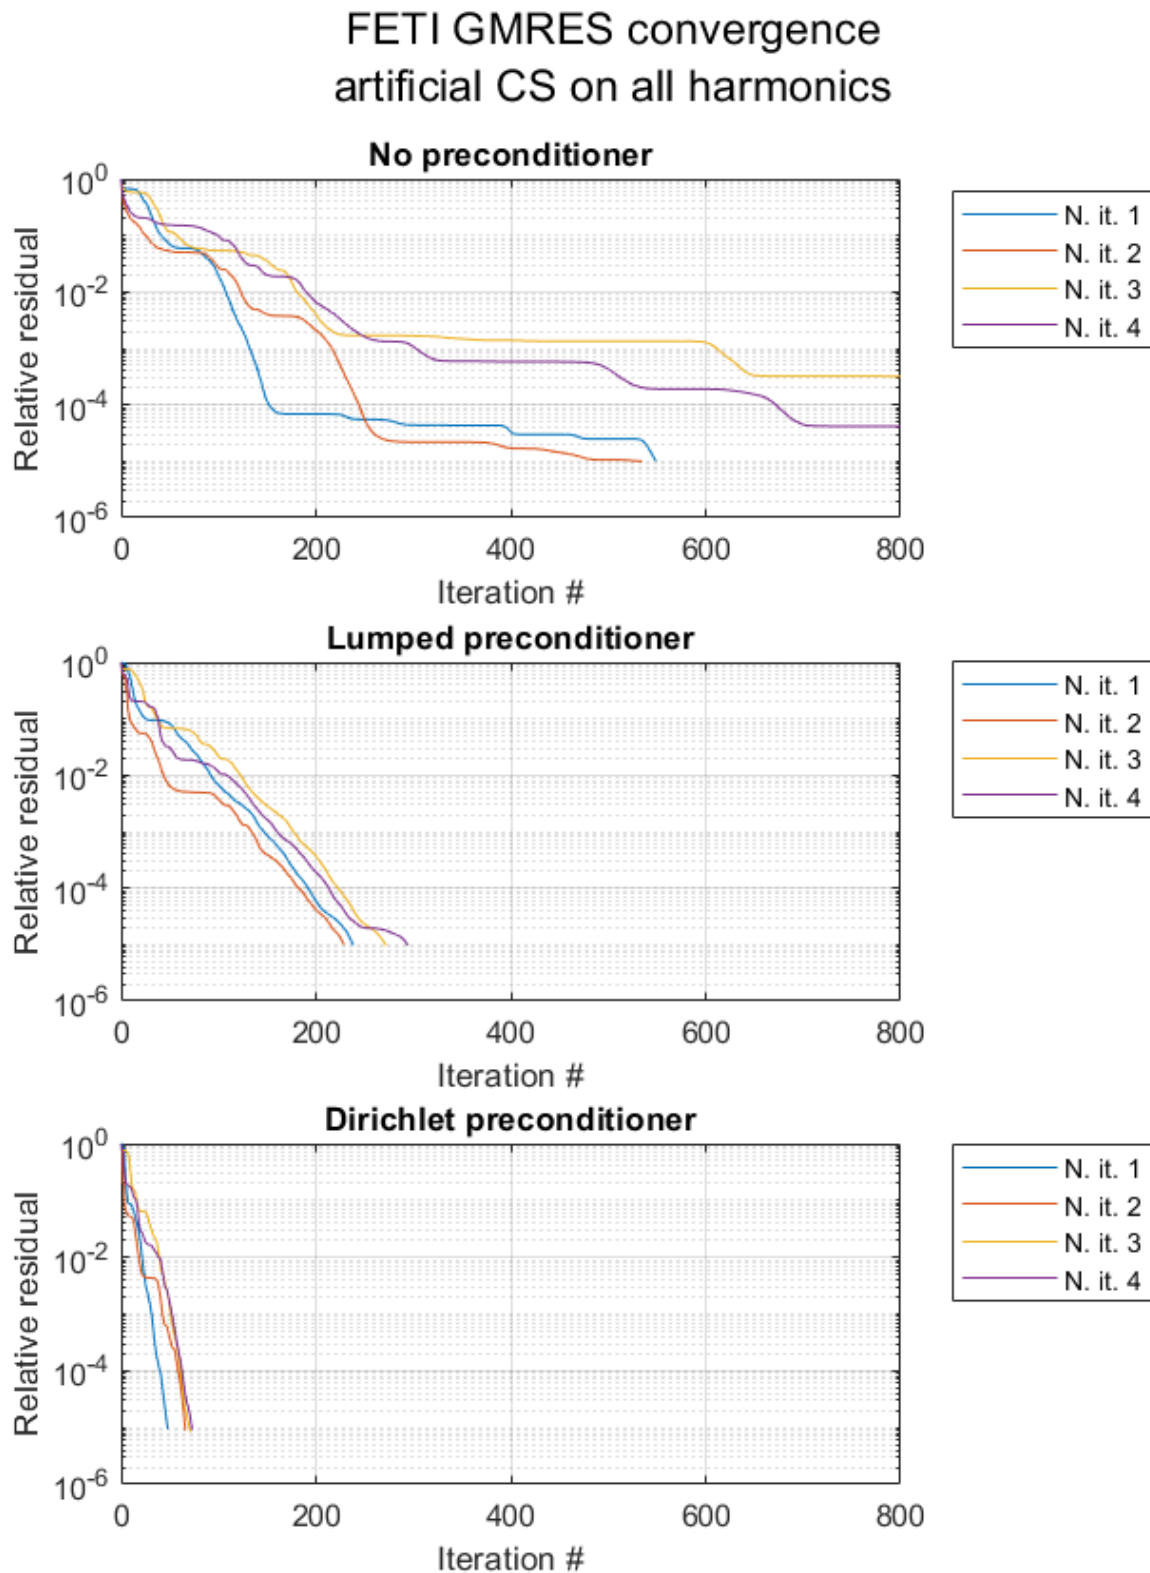 FETI GMRES convergence
artificial CS on all harmonics
No preconditioner
10^0
10^-2
10^-4
10^-6
Relative residual
0 200 400 600 800
Iteration #
N. it. 1
N. it. 2
N. it. 3
N. it. 4
Lumped preconditioner
10^0
10^-2
10^-4
10^-6
Relative residual
0 200 400 600 800
Iteration #
N. it. 1
N. it. 2
N. it. 3
N. it. 4
Dirichlet preconditioner
10^0
10^-2
10^-4
10^-6
Relative residual
0 200 400 600 800
Iteration #
N. it. 1
N. it. 2
N. it. 3
N. it. 4